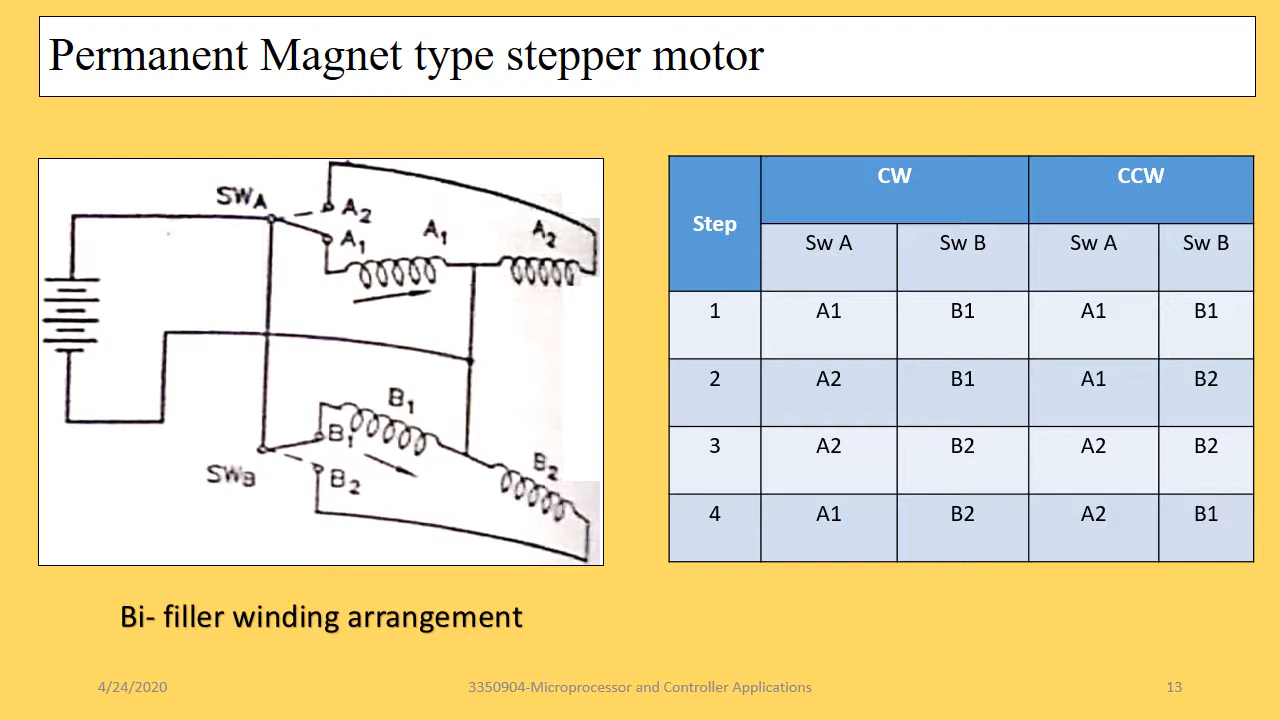 Permanent Magnet type stepper motor
SWA
A2
A1
A1
A2
B1
B1
B2
B2
SWB
Bi- filler winding arrangement
Step CW CCW
Sw A Sw B Sw A Sw B
1 A1 B1 A1 B1
2 A2 B1 A1 B2
3 A2 B2 A2 B2
4 A1 B2 A2 B1
4/24/2020 3350904-Microprocessor and Controller Applications 13